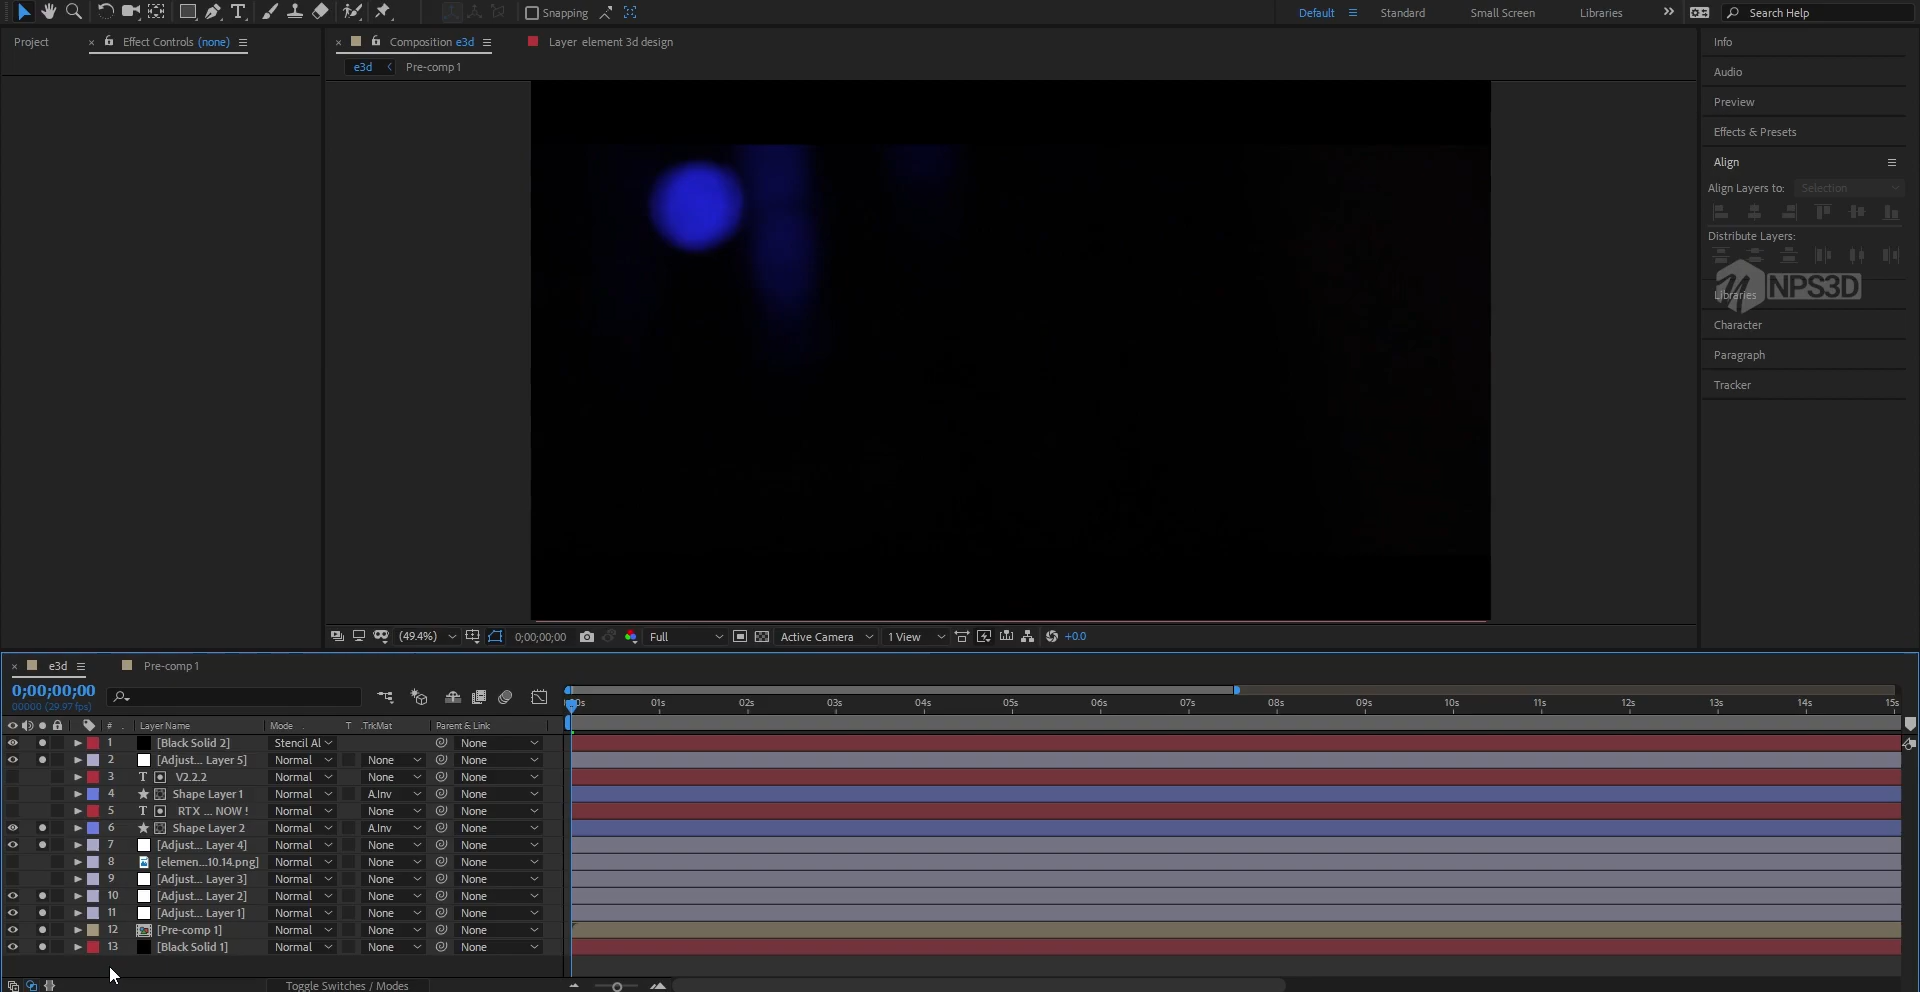 Snapping
Default
Standard
Small Screen
Libraries
Search Help
Project
Effect Controls (none)
Composition e3d
Layer element 3d design
e3d
Pre-comp 1
Info
Audio
Preview
Effects & Presets
Align
Align Layers to: Selection
Distribute Layers:
NPS3D
Libraries
Character
Paragraph
Tracker
(49.4%)
0;00;00;00
Full
Active Camera
1 View
+0.0
e3d
Pre-comp 1
0;00;00;00
00000 (29.97 fps)
00s 01s 02s 03s 04s 05s 06s 07s 08s 09s 10s 11s 12s 13s 14s 15s
# Layer Name Mode T .TrkMat Parent & Link
1 [Black Solid 2] Stencil Al None
2 [Adjust... Layer 5] Normal None None
3 T V2.2.2 Normal None None
4 Shape Layer 1 Normal A.Inv None
5 T RTX ... NOW ! Normal None None
6 Shape Layer 2 Normal A.Inv None
7 [Adjust... Layer 4] Normal None None
8 [elemen...10.14.png] Normal None None
9 [Adjust... Layer 3] Normal None None
10 [Adjust... Layer 2] Normal None None
11 [Adjust... Layer 1] Normal None None
12 [Pre-comp 1] Normal None None
13 [Black Solid 1] Normal None None
Toggle Switches / Modes